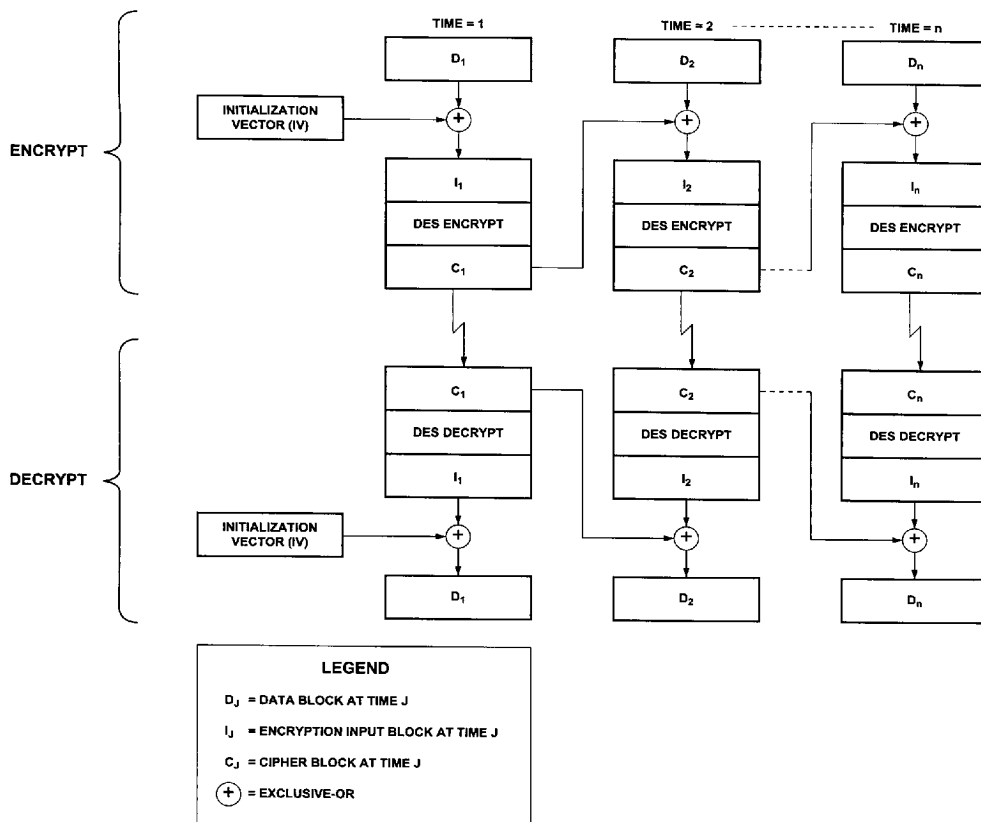 TIME = 1
TIME = 2
TIME = n
D1
D2
Dn
INITIALIZATION
VECTOR (IV)
+
+
+
ENCRYPT
I1
I2
In
DES ENCRYPT
DES ENCRYPT
DES ENCRYPT
C1
C2
Cn
C1
C2
Cn
DES DECRYPT
DES DECRYPT
DES DECRYPT
DECRYPT
I1
I2
In
INITIALIZATION
VECTOR (IV)
+
+
+
D1
D2
Dn
LEGEND
DJ = DATA BLOCK AT TIME J
IJ = ENCRYPTION INPUT BLOCK AT TIME J
CJ = CIPHER BLOCK AT TIME J
+ = EXCLUSIVE-OR